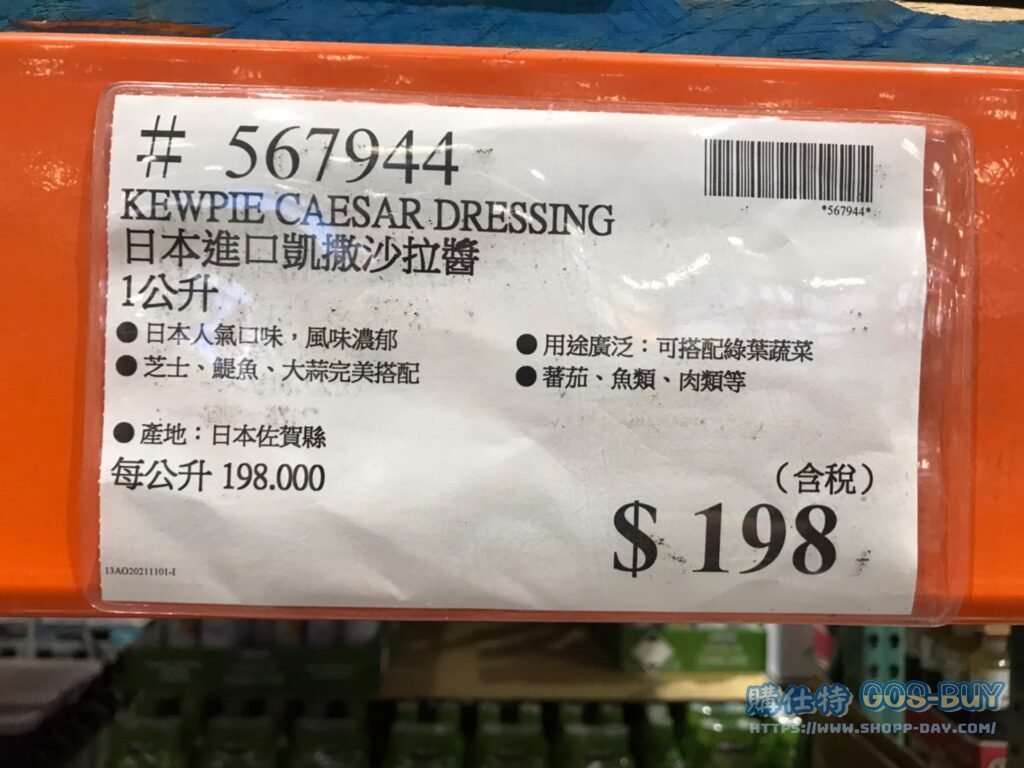 # 567944
*567944*
KEWPIE CAESAR DRESSING
日本進口凱撒沙拉醬
1公升
●日本人氣口味，風味濃郁
●芝士、鯷魚、大蒜完美搭配
●用途廣泛：可搭配綠葉蔬菜
●蕃茄、魚類、肉類等
●產地：日本佐賀縣
每公升 198.000
（含稅）
$ 198
13AO20211101-I
購仕特 COS-BUY
HTTPS://WWW.SHOPP-DAY.COM/